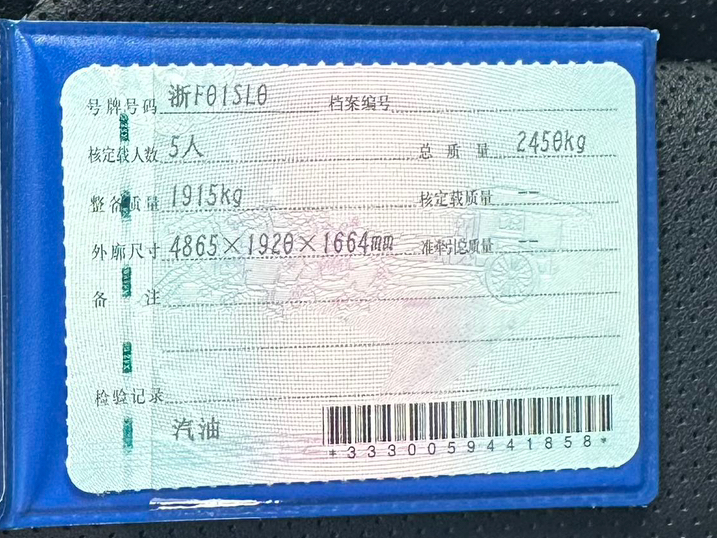 号牌号码 浙F01SL0 档案编号
核定载人数 5人 总质量 2450kg
整备质量 1915kg 核定载质量 --
外廓尺寸 4865×1920×1664mm 准牵引总质量 --
备注
检验记录
汽油
*3330059441858*